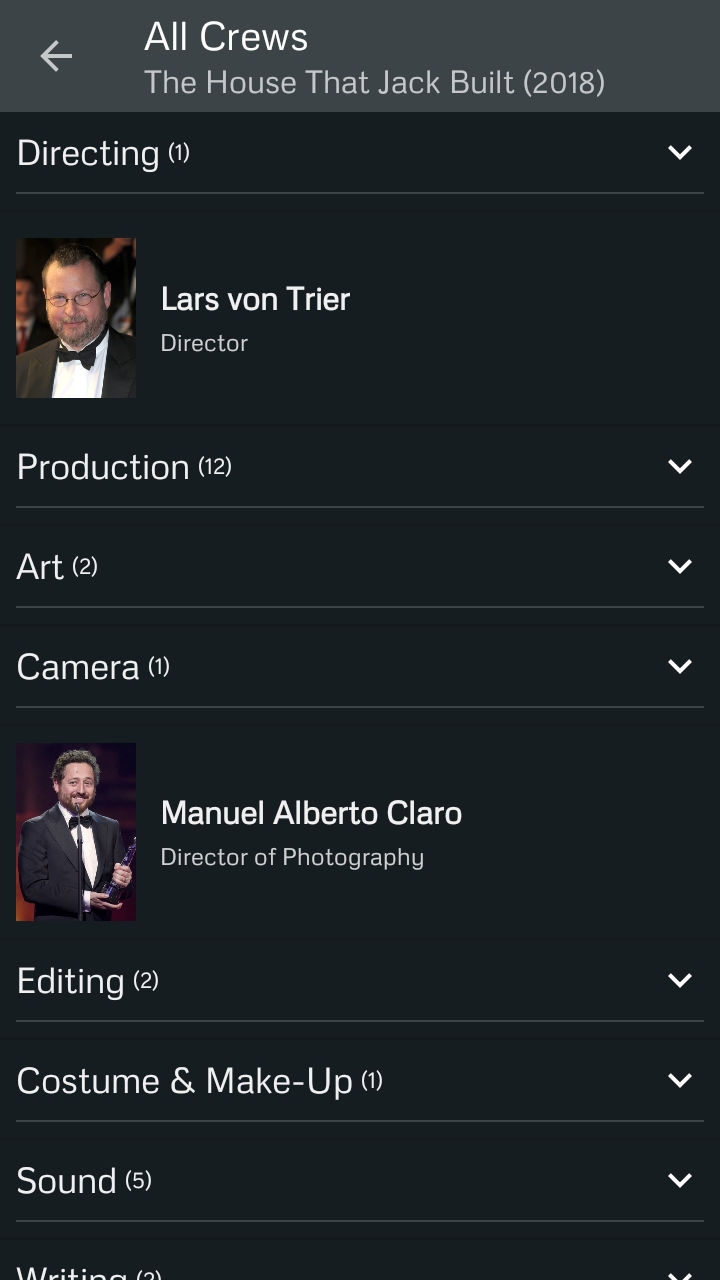 All Crews
The House That Jack Built (2018)
Directing (1)
Lars von Trier
Director
Production (12)
Art (2)
Camera (1)
Manuel Alberto Claro
Director of Photography
Editing (2)
Costume & Make-Up (1)
Sound (5)
Writing (2)